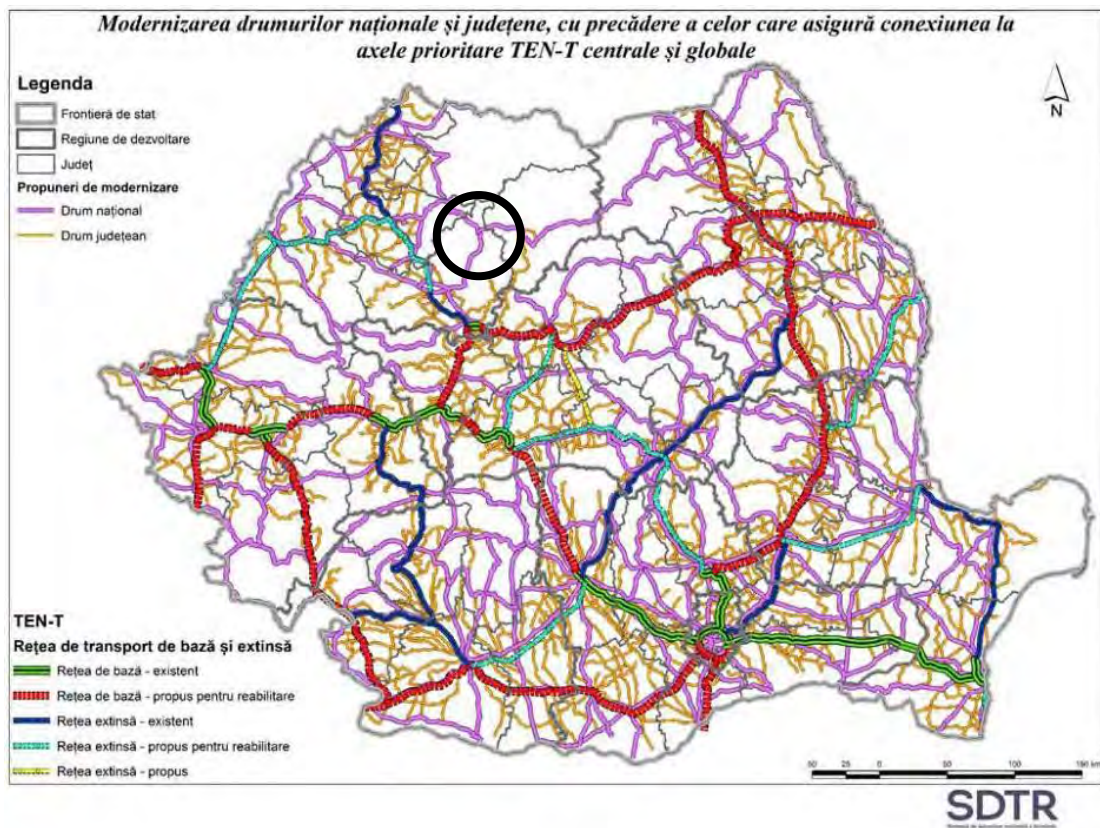 Modernizarea drumurilor naționale și județene, cu precădere a celor care asigură conexiunea la
axele prioritare TEN-T centrale și globale
Legenda
Frontieră de stat
Regiune de dezvoltare
Județ
Propuneri de modernizare
Drum național
Drum județean
N
TEN-T
Rețea de transport de bază și extinsă
Rețea de bază - existent
Rețea de bază - propus pentru reabilitare
Rețea extinsă - existent
Rețea extinsă - propus pentru reabilitare
Rețea extinsă - propus
50 25 0 50 100 150 km
SDTR